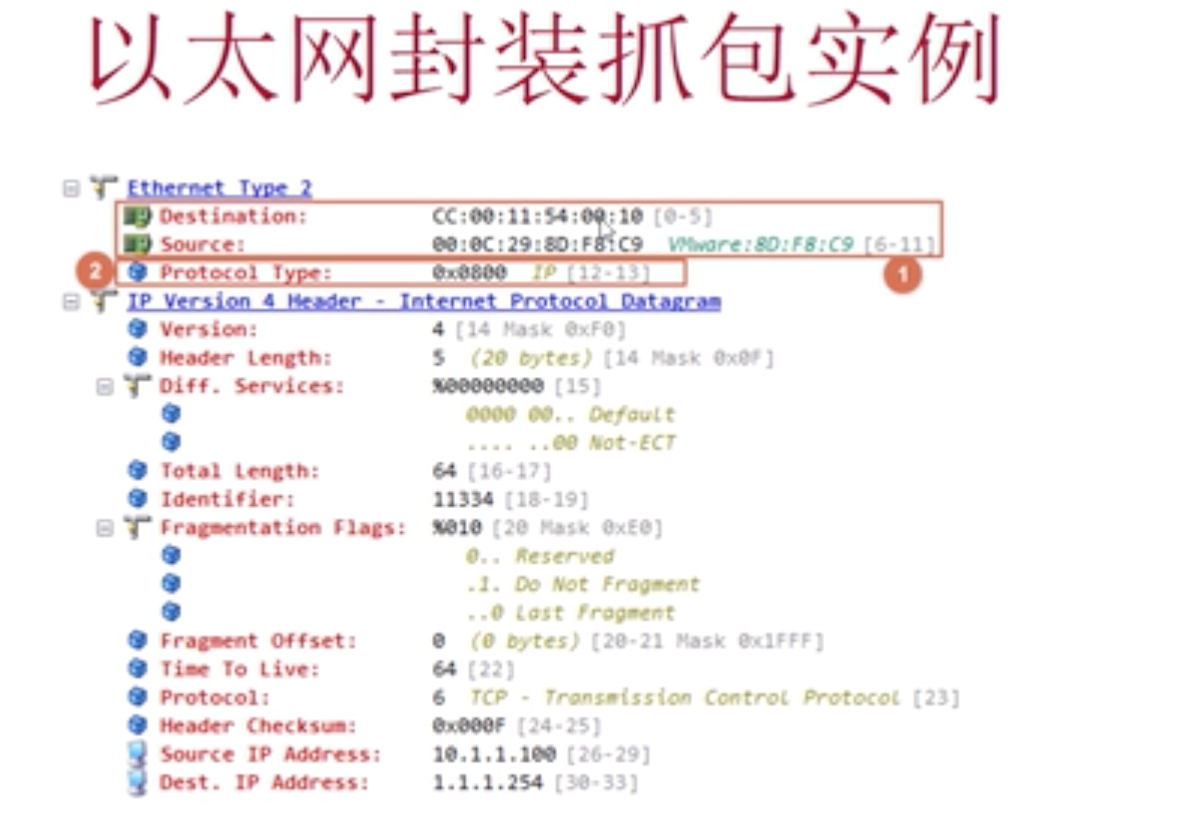 以太网封装抓包实例
Ethernet Type 2
Destination: CC:00:11:54:00:10 [0-5]
Source: 00:0C:29:8D:F8:C9 VMware:8D:F8:C9 [6-11]
2 Protocol Type: 0x0800 IP [12-13] 1
IP Version 4 Header - Internet Protocol Datagram
Version: 4 [14 Mask 0xF0]
Header Length: 5 (20 bytes) [14 Mask 0x0F]
Diff. Services: %00000000 [15]
0000 00.. Default
.... ..00 Not-ECT
Total Length: 64 [16-17]
Identifier: 11334 [18-19]
Fragmentation Flags: %010 [20 Mask 0xE0]
0.. Reserved
.1. Do Not Fragment
..0 Last Fragment
Fragment Offset: 0 (0 bytes) [20-21 Mask 0x1FFF]
Time To Live: 64 [22]
Protocol: 6 TCP - Transmission Control Protocol [23]
Header Checksum: 0x000F [24-25]
Source IP Address: 10.1.1.100 [26-29]
Dest. IP Address: 1.1.1.254 [30-33]